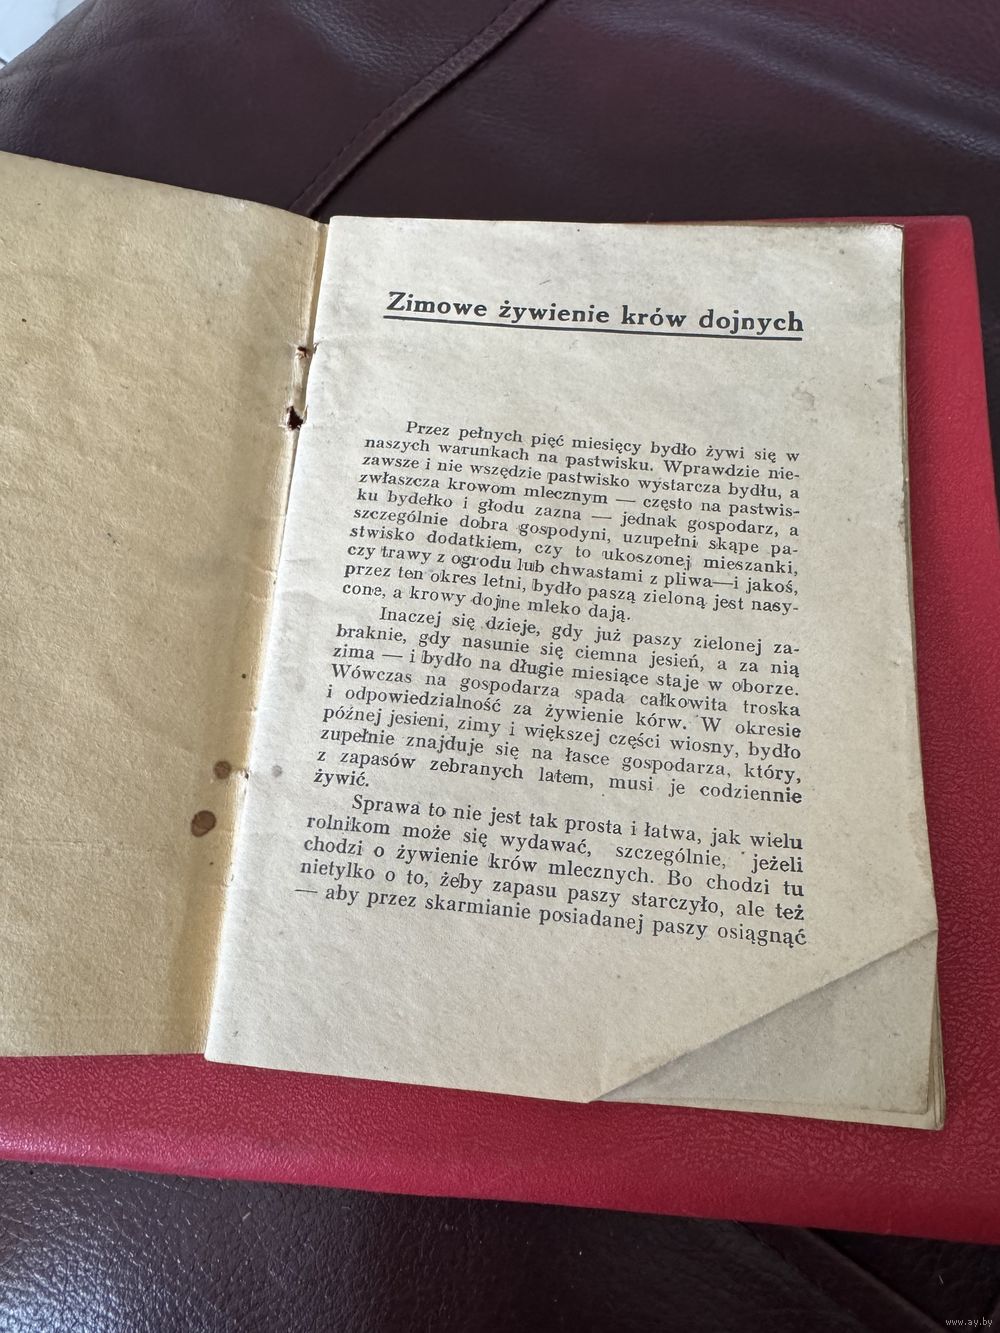 Zimowe żywienie krów dojnych
Przez pełnych pięć miesięcy bydło żywi się w
naszych warunkach na pastwisku. Wprawdzie nie-
zawsze i nie wszędzie pastwisko wystarcza bydłu, a
zwłaszcza krowom mlecznym — często na pastwis-
ku bydełko i głodu zazna — jednak gospodarz, a
szczególnie dobra gospodyni, uzupełni skąpe pa-
stwisko dodatkiem, czy to ukoszonej mieszanki,
czy trawy z ogrodu lub chwastami z pliwa—i jakoś,
przez ten okres letni, bydło paszą zieloną jest nasy-
cone, a krowy dojne mleko dają.
Inaczej się dzieje, gdy już paszy zielonej za-
braknie, gdy nasunie się ciemna jesień, a za nią
zima — i bydło na długie miesiące staje w oborze.
Wówczas na gospodarza spada całkowita troska
i odpowiedzialność za żywienie kórw. W okresie
późnej jesieni, zimy i większej części wiosny, bydło
zupełnie znajduje się na łasce gospodarza, który,
z zapasów zebranych latem, musi je codziennie
żywić.
Sprawa to nie jest tak prosta i łatwa, jak wielu
rolnikom może się wydawać, szczególnie, jeżeli
chodzi o żywienie krów mlecznych. Bo chodzi tu
nietylko o to, żeby zapasu paszy starczyło, ale też
— aby przez skarmianie posiadanej paszy osiągnąć
www.ay.by